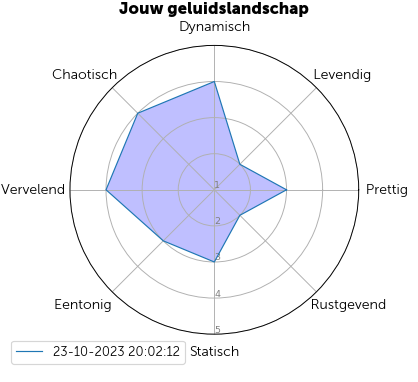 Jouw geluidslandschap
Dynamisch
Chaotisch
Levendig
Vervelend
1
Prettig
2
3
4
Eentonig
Rustgevend
5
23-10-2023 20:02:12
Statisch